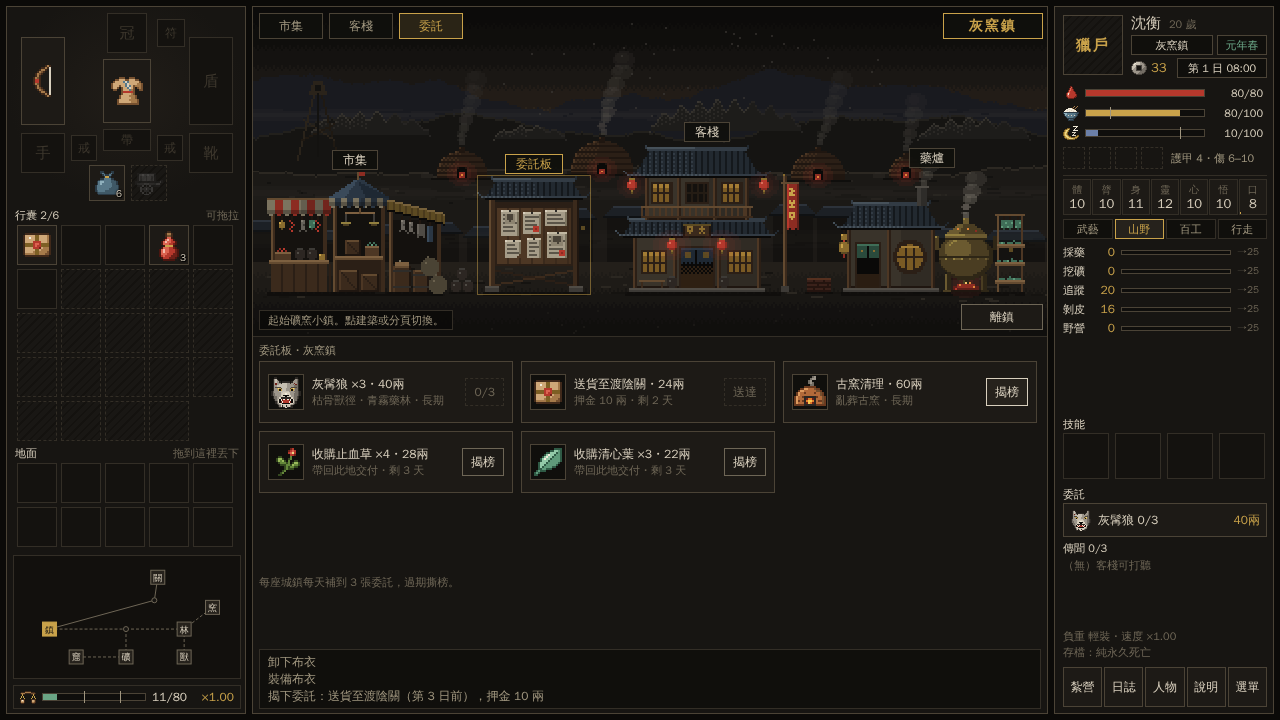 冠
符
盾
手
戒
帶
戒
靴
6
行囊 2/6
可拖拉
3
地面
拖到這裡丟下
關
窯
鎮
林
窟
礦
獸
11/80
×1.00
市集
客棧
委託
灰窯鎮
市集
委託板
客棧
藥爐
起始礦窯小鎮。點建築或分頁切換。
離鎮
委託板・灰窯鎮
灰髯狼 ×3・40兩
枯骨獸徑・青霧藥林・長期
0/3
送貨至渡陰關・24兩
押金 10 兩・剩 2 天
送達
古窯清理・60兩
亂葬古窯・長期
揭榜
收購止血草 ×4・28兩
帶回此地交付・剩 3 天
揭榜
收購清心葉 ×3・22兩
帶回此地交付・剩 3 天
揭榜
每座城鎮每天補到 3 張委託，過期撕榜。
卸下布衣
裝備布衣
揭下委託：送貨至渡陰關（第 3 日前），押金 10 兩
獵戶
沈衡 20 歲
灰窯鎮
元年春
33
第 1 日 08:00
80/80
80/100
10/100
護甲 4・傷 6–10
體 臂 身 靈 心 悟 口
10 10 11 12 10 10 8
武藝
山野
百工
行走
採藥 0 →25
挖礦 0 →25
追蹤 20 →25
剝皮 16 →25
野營 0 →25
技能
委託
灰髯狼 0/3
40兩
傳聞 0/3
（無）客棧可打聽
負重 輕裝・速度 ×1.00
存檔：純永久死亡
紮營
日誌
人物
說明
選單